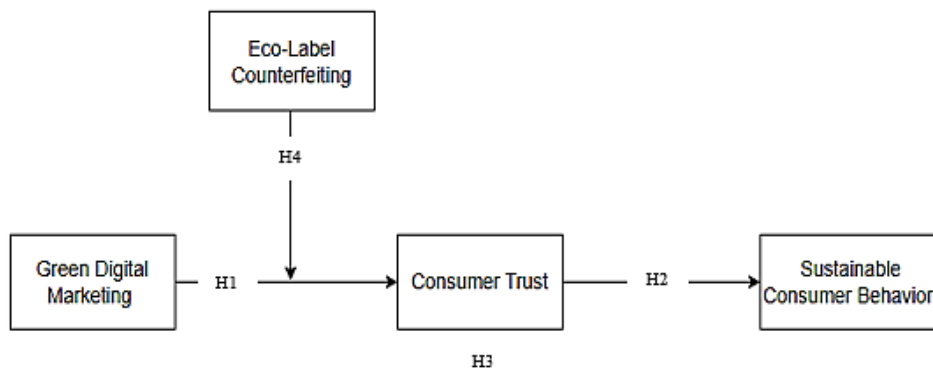 Eco-Label
Counterfeiting
H4
Green Digital
Marketing
H1
Consumer Trust
H2
Sustainable
Consumer Behavior
H3